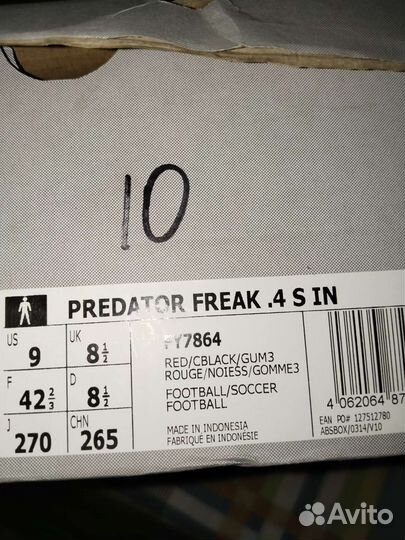 10
PREDATOR FREAK .4 S IN
US 9 UK 8½
F 42⅔ D 8½
J 270 CHN 265
FY7864
RED/CBLACK/GUM3
ROUGE/NOIESS/GOMME3
FOOTBALL/SOCCER
FOOTBALL
MADE IN INDONESIA
FABRIQUÉ EN INDONÉSIE
4 062064 87
EAN PO# 127512780
ABSBOX/0314/V10
Avito